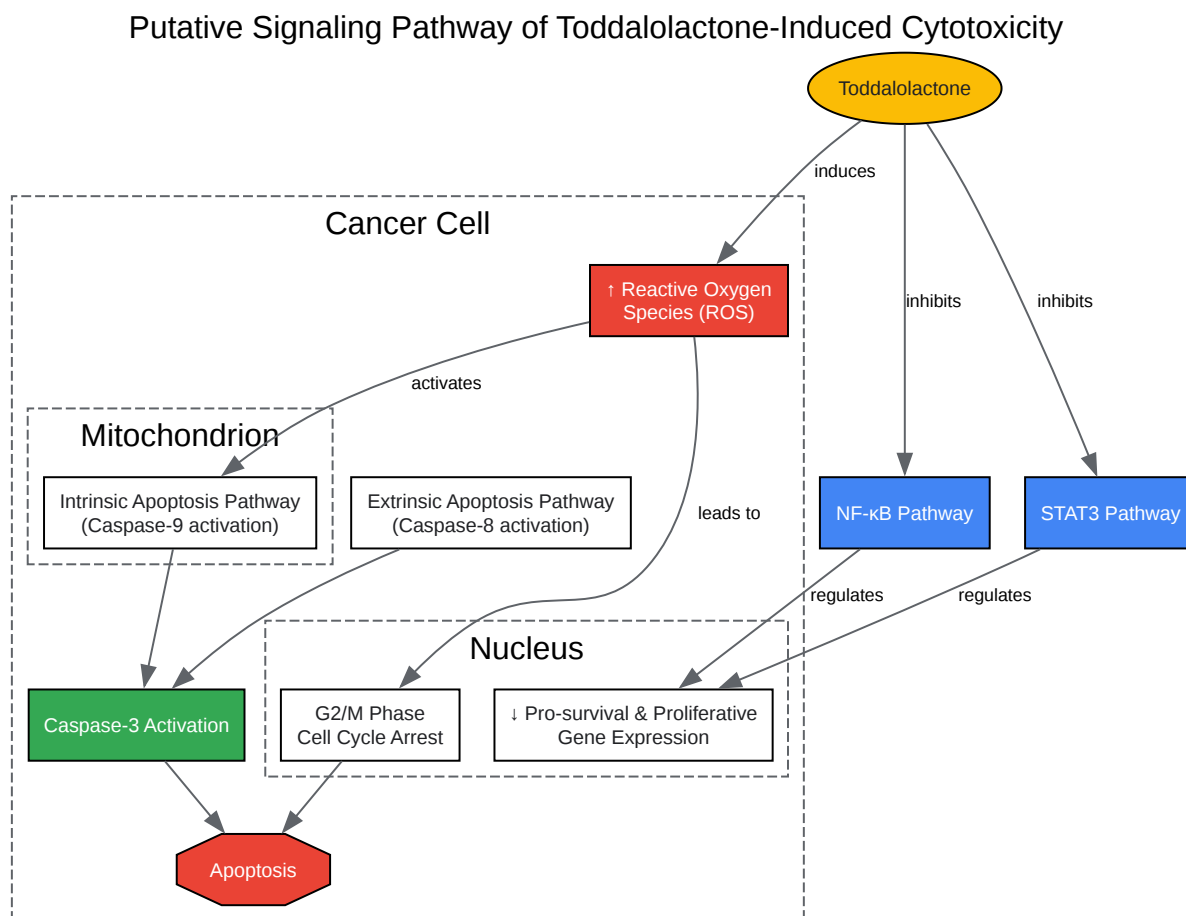 Putative Signaling Pathway of Toddalolactone-Induced Cytotoxicity
Toddalolactone
induces
Cancer Cell
↑ Reactive Oxygen
Species (ROS)
inhibits
inhibits
activates
Mitochondrion
Intrinsic Apoptosis Pathway
(Caspase-9 activation)
Extrinsic Apoptosis Pathway
(Caspase-8 activation)
leads to
NF-κB Pathway
STAT3 Pathway
regulates
regulates
Nucleus
Caspase-3 Activation
G2/M Phase
Cell Cycle Arrest
↓ Pro-survival & Proliferative
Gene Expression
Apoptosis